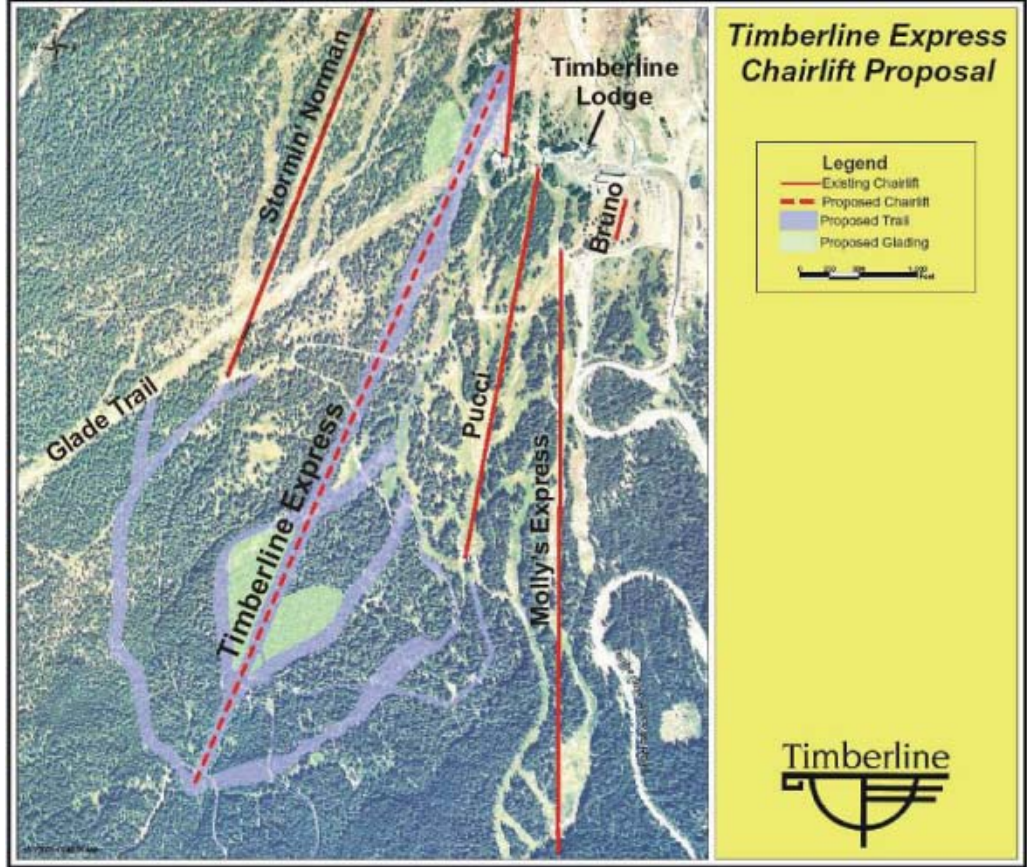 Timberline Express
Chairlift Proposal
Legend
Existing Chairlift
Proposed Chairlift
Proposed Trail
Proposed Glading
Timberline
Lodge
Stormin' Norman
Bruno
Glade Trail
Pucci
Timberline Express
Molly's Express
Timberline